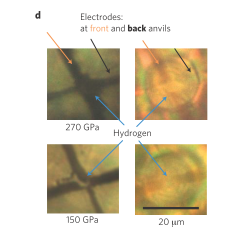 d
Electrodes:
at front and back anvils
270 GPa
Hydrogen
150 GPa
20 μm